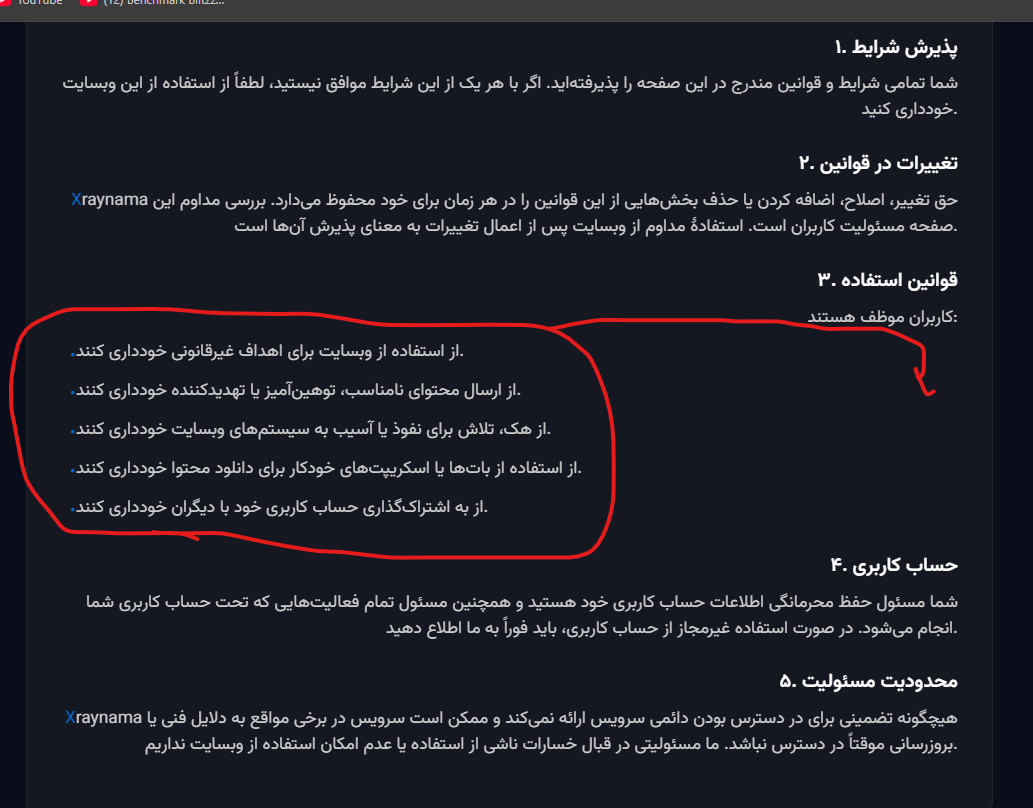 YouTube
(12) Benchmark Blitzz...
پذیرش شرایط .۱
شما تمامی شرایط و قوانین مندرج در این صفحه را پذیرفته‌اید. اگر با هر یک از این شرایط موافق نیستید، لطفاً از استفاده از این وبسایت
.خودداری کنید
تغییرات در قوانین .۲
حق تغییر، اصلاح، اضافه کردن یا حذف بخش‌هایی از این قوانین را در هر زمان برای خود محفوظ می‌دارد. بررسی مداوم این Xraynama
.صفحه مسئولیت کاربران است. استفادهٔ مداوم از وبسایت پس از اعمال تغییرات به معنای پذیرش آن‌ها است
قوانین استفاده .۳
:کاربران موظف هستند
.از استفاده از وبسایت برای اهداف غیرقانونی خودداری کنند
.از ارسال محتوای نامناسب، توهین‌آمیز یا تهدیدکننده خودداری کنند
.از هک، تلاش برای نفوذ یا آسیب به سیستم‌های وبسایت خودداری کنند
.از استفاده از بات‌ها یا اسکریپت‌های خودکار برای دانلود محتوا خودداری کنند
.از به اشتراک‌گذاری حساب کاربری خود با دیگران خودداری کنند
حساب کاربری .۴
شما مسئول حفظ محرمانگی اطلاعات حساب کاربری خود هستید و همچنین مسئول تمام فعالیت‌هایی که تحت حساب کاربری شما
.انجام می‌شود. در صورت استفاده غیرمجاز از حساب کاربری، باید فوراً به ما اطلاع دهید
محدودیت مسئولیت .۵
هیچگونه تضمینی برای در دسترس بودن دائمی سرویس ارائه نمی‌کند و ممکن است سرویس در برخی مواقع به دلایل فنی یا Xraynama
.بروزرسانی موقتاً در دسترس نباشد. ما مسئولیتی در قبال خسارات ناشی از استفاده یا عدم امکان استفاده از وبسایت نداریم